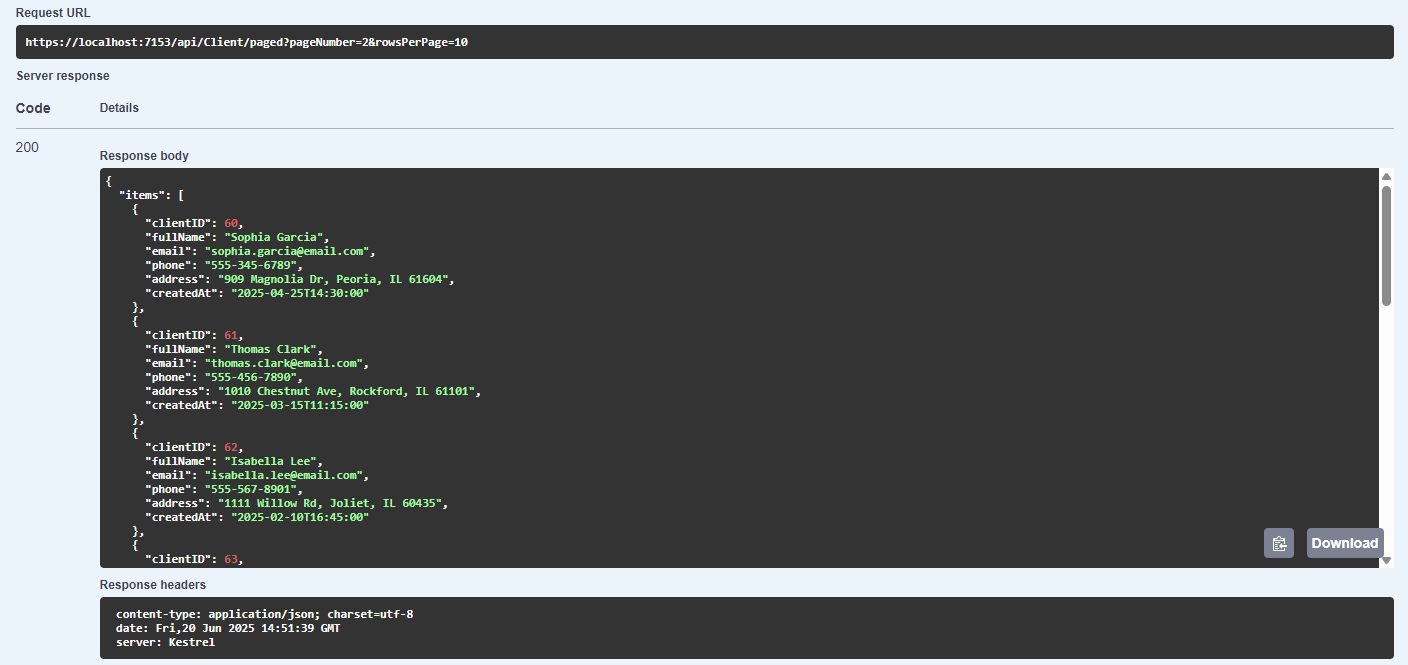 Request URL
https://localhost:7153/api/Client/paged?pageNumber=2&rowsPerPage=10
Server response
Code Details
200
Response body
{
  "items": [
    {
      "clientID": 60,
      "fullName": "Sophia Garcia",
      "email": "sophia.garcia@email.com",
      "phone": "555-345-6789",
      "address": "909 Magnolia Dr, Peoria, IL 61604",
      "createdAt": "2025-04-25T14:30:00"
    },
    {
      "clientID": 61,
      "fullName": "Thomas Clark",
      "email": "thomas.clark@email.com",
      "phone": "555-456-7890",
      "address": "1010 Chestnut Ave, Rockford, IL 61101",
      "createdAt": "2025-03-15T11:15:00"
    },
    {
      "clientID": 62,
      "fullName": "Isabella Lee",
      "email": "isabella.lee@email.com",
      "phone": "555-567-8901",
      "address": "1111 Willow Rd, Joliet, IL 60435",
      "createdAt": "2025-02-10T16:45:00"
    },
    {
      "clientID": 63,
Download
Response headers
content-type: application/json; charset=utf-8
date: Fri,20 Jun 2025 14:51:39 GMT
server: Kestrel